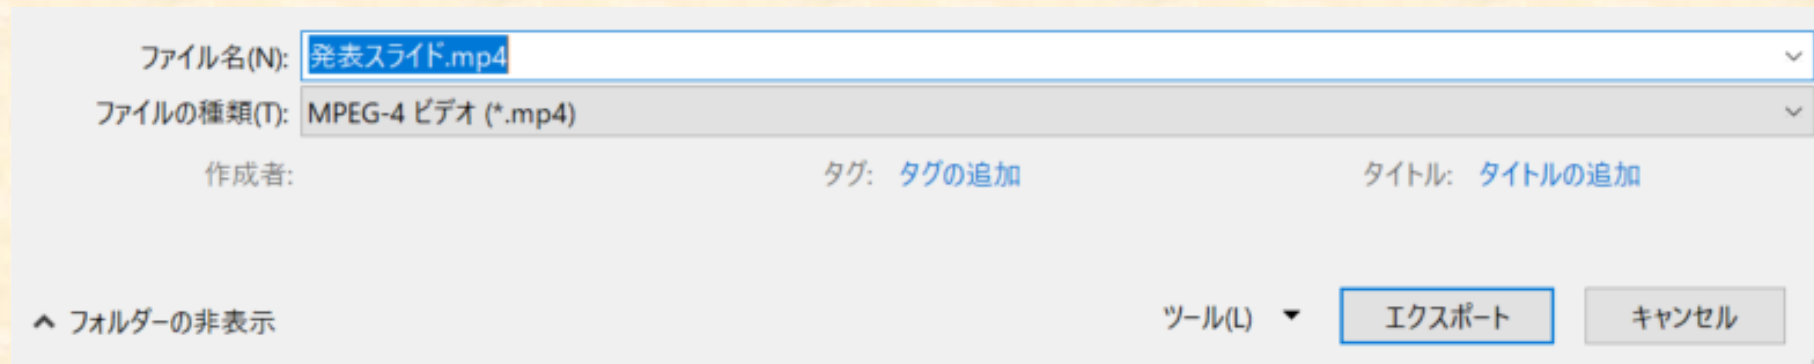 ファイル名(N): 発表スライド.mp4
ファイルの種類(T): MPEG-4 ビデオ (*.mp4)
作成者: タグ: タグの追加 タイトル: タイトルの追加
フォルダーの非表示 ツール(L) エクスポート キャンセル